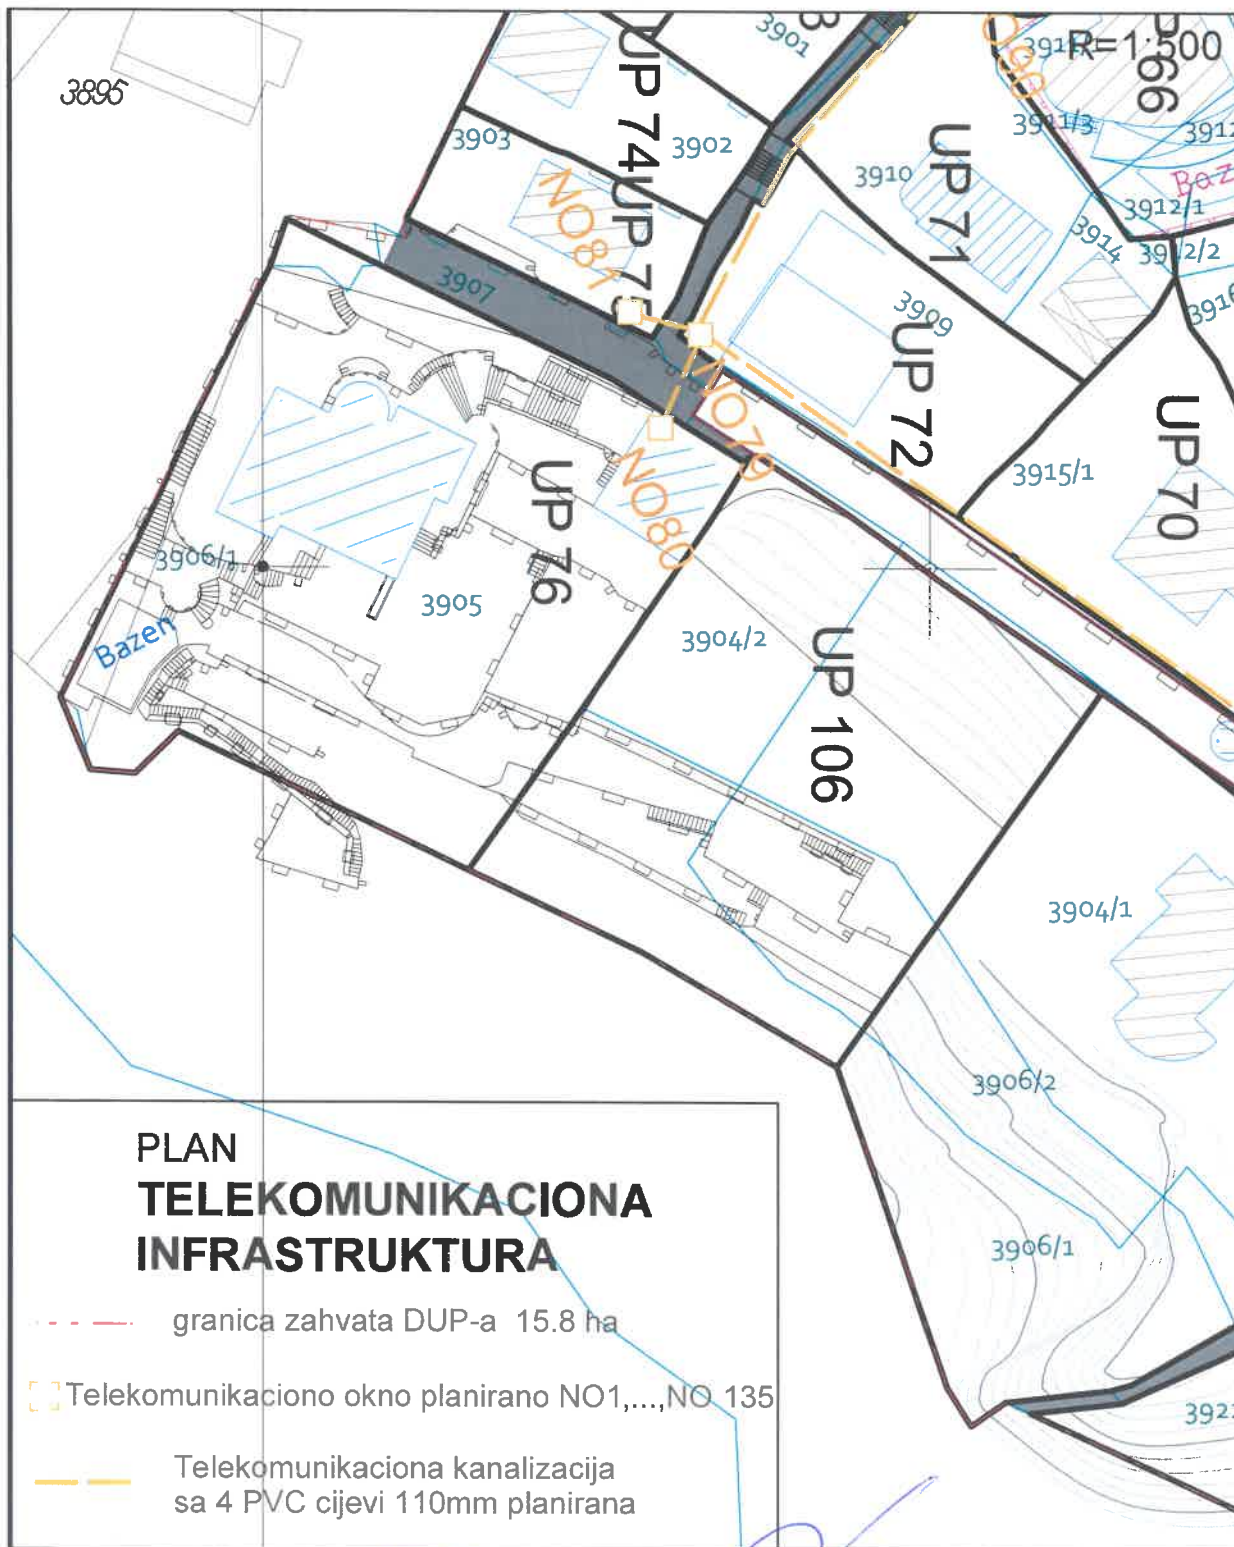 3901
R=1:500
3895
3911/3
3903
3902
UP 74
3910
UP 71
3912/1
3914
UP 75
NO81
3907
3909
UP 72
NO79
NO80
UP 70
3915/1
UP 76
3906/1
3905
Bazen
3904/2
UP 106
3904/1
3906/2
3906/1
PLAN
TELEKOMUNIKACIONA
INFRASTRUKTURA
granica zahvata DUP-a 15.8 ha
Telekomunikaciono okno planirano NO1,...,NO 135
Telekomunikaciona kanalizacija
sa 4 PVC cijevi 110mm planirana